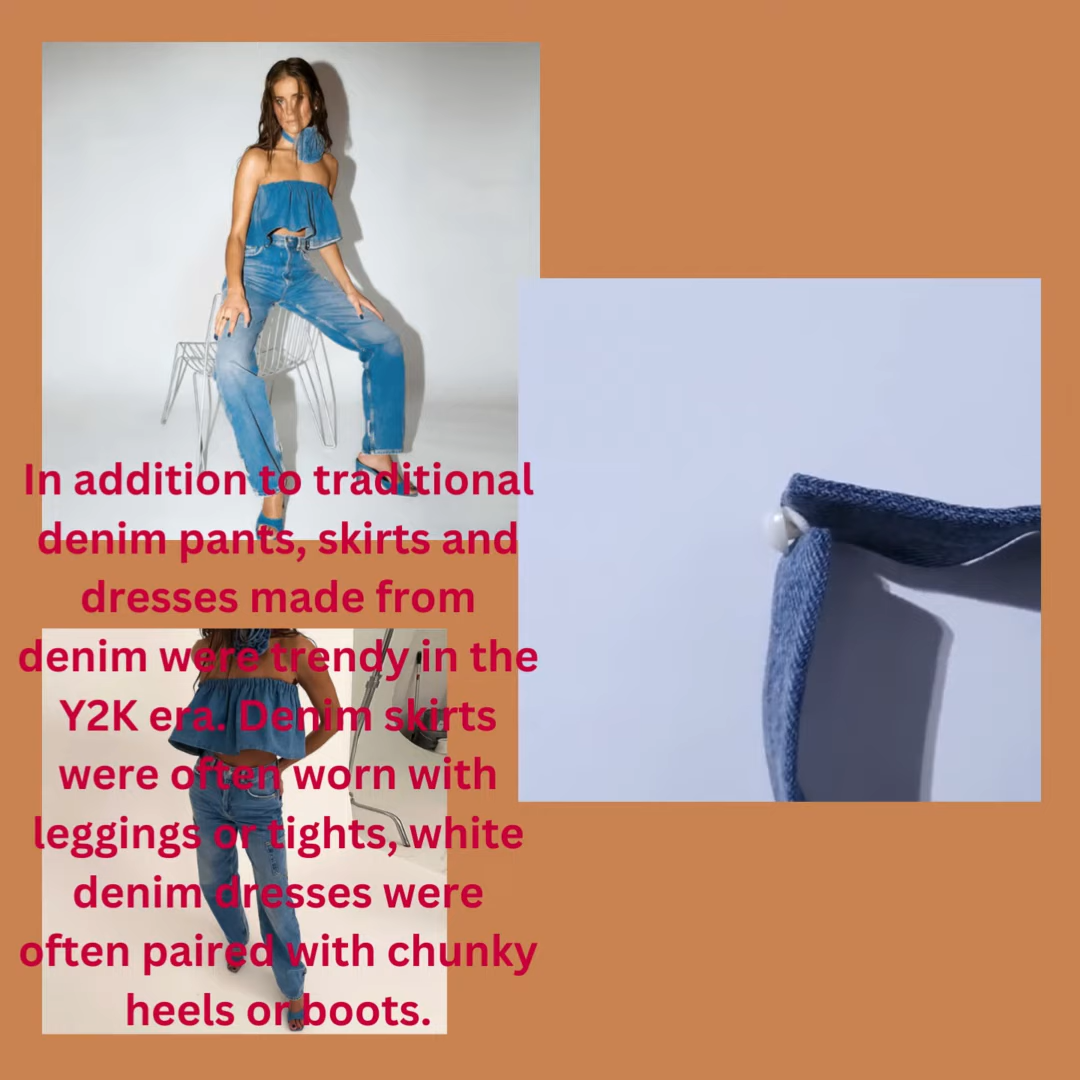 In addition to traditional
denim pants, skirts and
dresses made from
denim were trendy in the
Y2K era. Denim skirts
were often worn with
leggings or tights, white
denim dresses were
often paired with chunky
heels or boots.